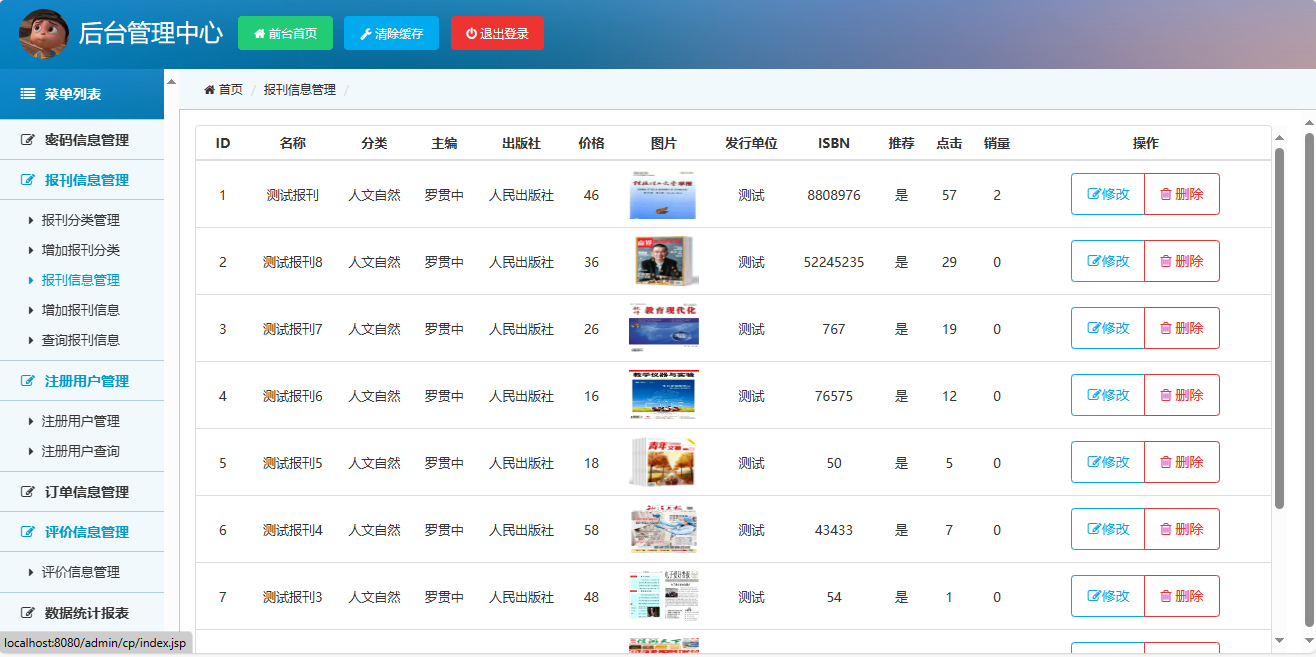 后台管理中心 前台首页 清除缓存 退出登录
菜单列表
密码信息管理
报刊信息管理
报刊分类管理
增加报刊分类
报刊信息管理
增加报刊信息
查询报刊信息
注册用户管理
注册用户管理
注册用户查询
订单信息管理
评价信息管理
评价信息管理
数据统计报表
localhost:8080/admin/cp/index.jsp
首页 / 报刊信息管理 /
ID 名称 分类 主编 出版社 价格 图片 发行单位 ISBN 推荐 点击 销量 操作
1 测试报刊 人文自然 罗贯中 人民出版社 46 测试 8808976 是 57 2 修改 删除
2 测试报刊8 人文自然 罗贯中 人民出版社 36 商界 测试 52245235 是 29 0 修改 删除
3 测试报刊7 人文自然 罗贯中 人民出版社 26 教育现代化 测试 767 是 19 0 修改 删除
4 测试报刊6 人文自然 罗贯中 人民出版社 16 教学仪器与实验 测试 76575 是 12 0 修改 删除
5 测试报刊5 人文自然 罗贯中 人民出版社 18 青年文摘 测试 50 是 5 0 修改 删除
6 测试报刊4 人文自然 罗贯中 人民出版社 58 测试 43433 是 7 0 修改 删除
7 测试报刊3 人文自然 罗贯中 人民出版社 48 测试 54 是 1 0 修改 删除